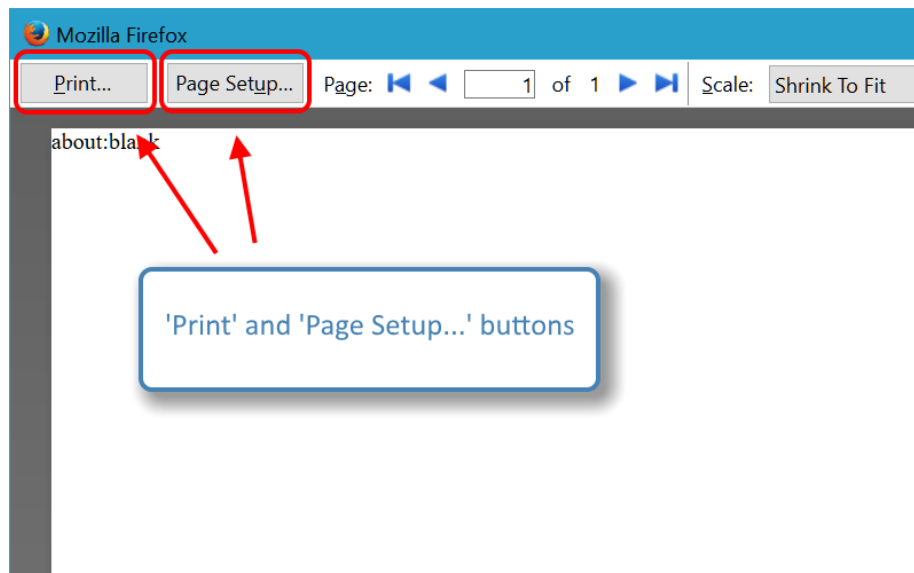 Mozilla Firefox
Print... Page Setup... Page: 1 of 1 Scale: Shrink To Fit
about:blank
'Print' and 'Page Setup...' buttons